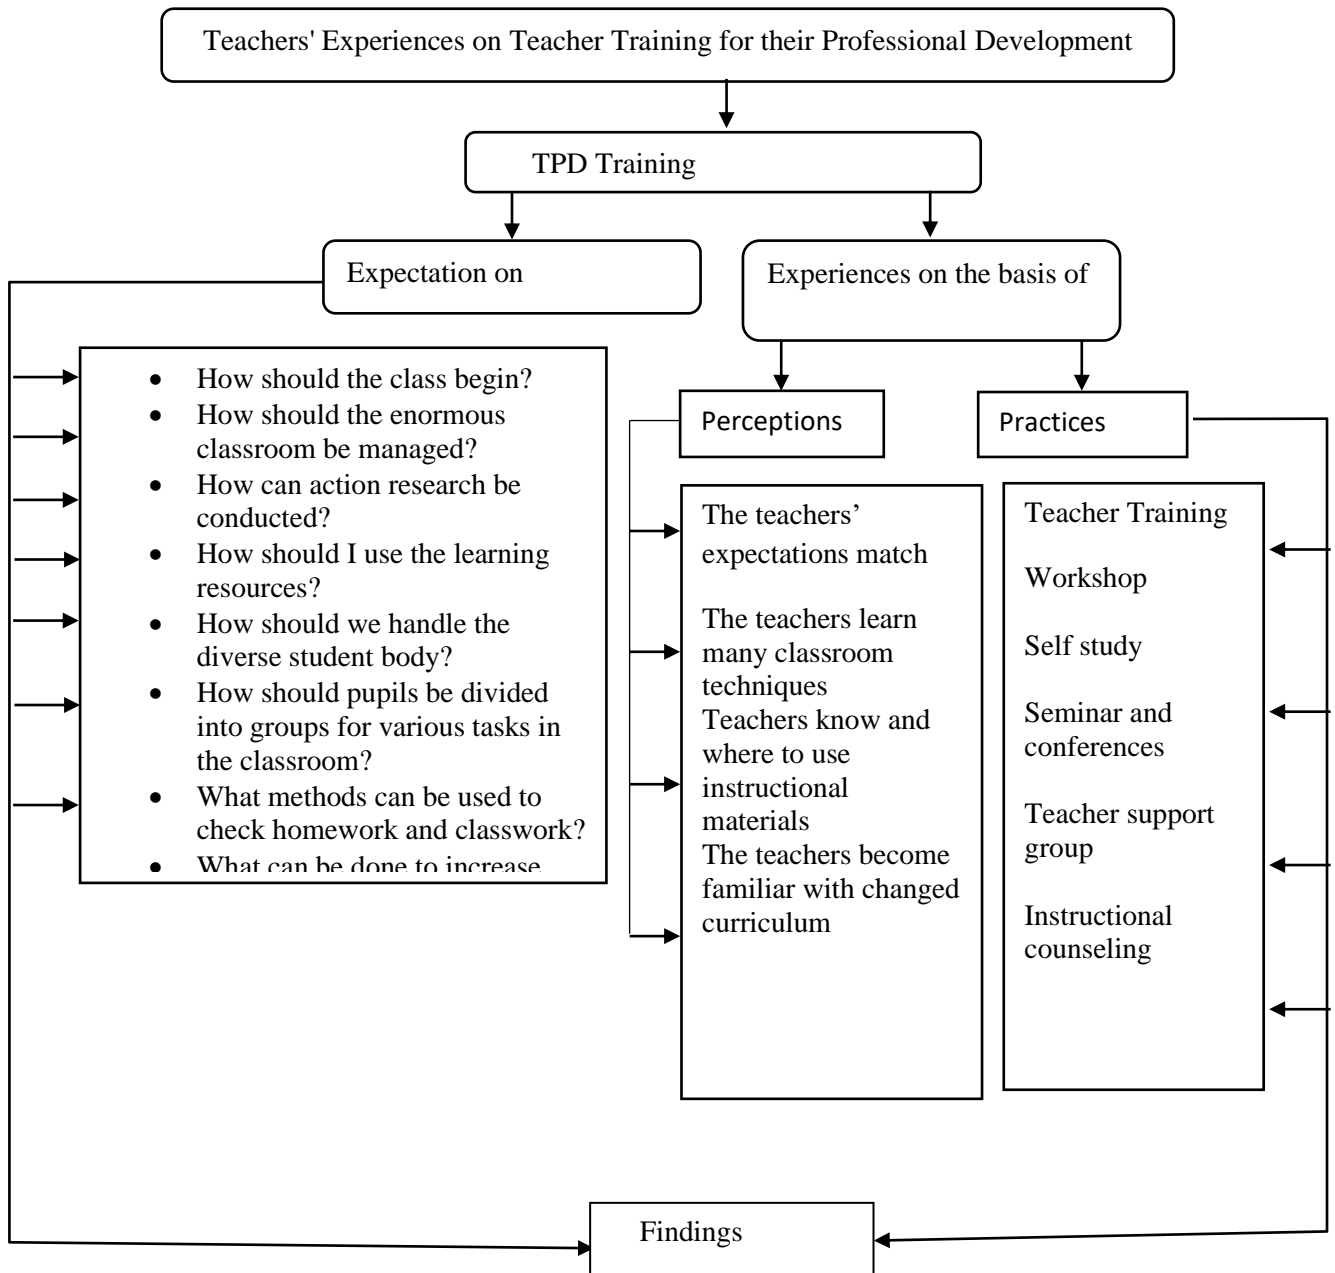 Teachers' Experiences on Teacher Training for their Professional Development
TPD Training
Expectation on
Experiences on the basis of
• How should the class begin?
• How should the enormous
classroom be managed?
• How can action research be
conducted?
• How should I use the learning
resources?
• How should we handle the
diverse student body?
• How should pupils be divided
into groups for various tasks in
the classroom?
• What methods can be used to
check homework and classwork?
• What can be done to increase
Perceptions
The teachers’
expectations match
The teachers learn
many classroom
techniques
Teachers know and
where to use
instructional
materials
The teachers become
familiar with changed
curriculum
Practices
Teacher Training
Workshop
Self study
Seminar and
conferences
Teacher support
group
Instructional
counseling
Findings